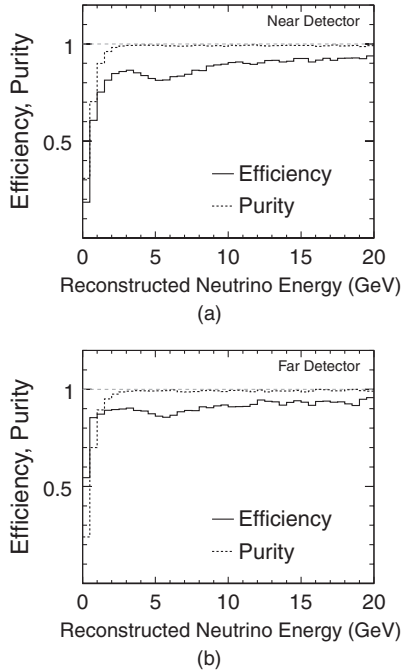 Near Detector
1
0.5
Efficiency, Purity
Efficiency
Purity
0 5 10 15 20
Reconstructed Neutrino Energy (GeV)
(a)
Far Detector
1
0.5
Efficiency, Purity
Efficiency
Purity
0 5 10 15 20
Reconstructed Neutrino Energy (GeV)
(b)